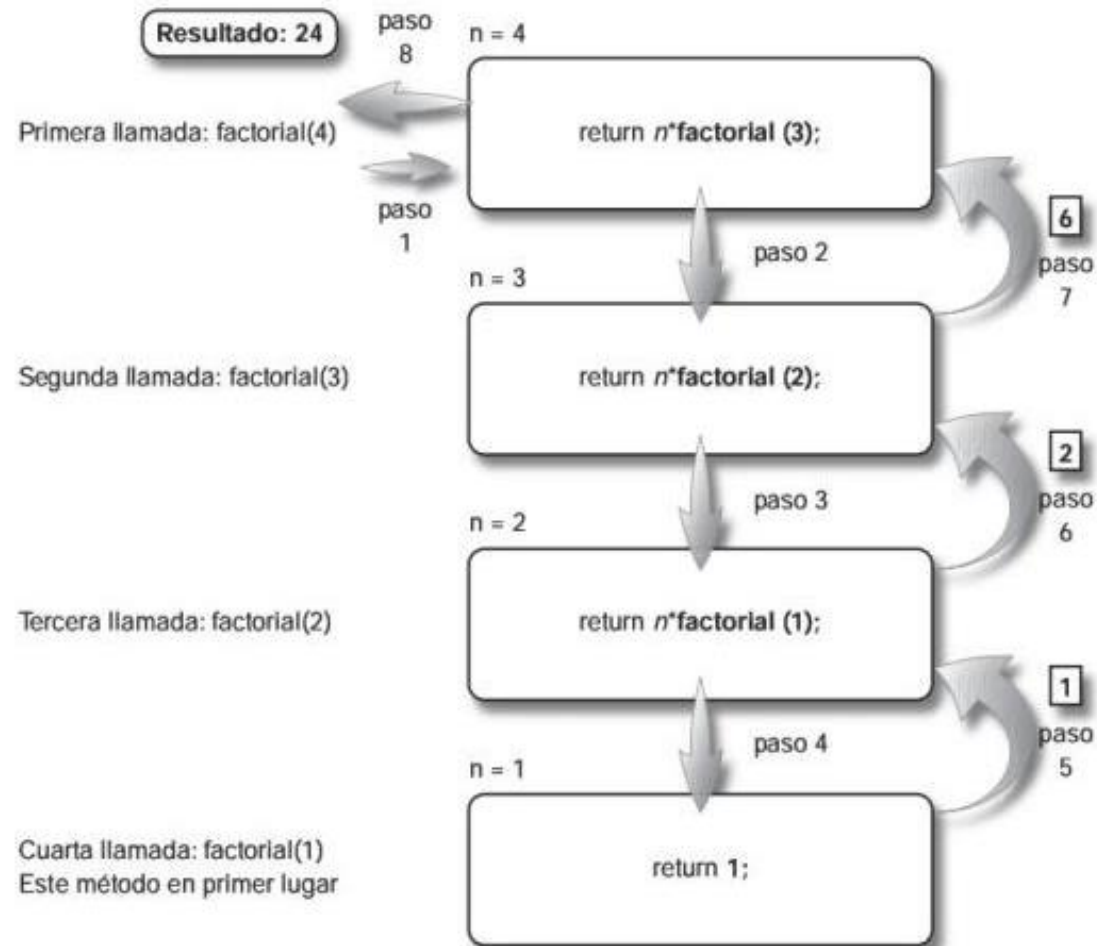 Resultado: 24
paso
8
n = 4
Primera llamada: factorial(4)
return n*factorial (3);
paso
1
6
paso
7
paso 2
n = 3
Segunda llamada: factorial(3)
return n*factorial (2);
2
paso
6
paso 3
n = 2
Tercera llamada: factorial(2)
return n*factorial (1);
1
paso
5
paso 4
n = 1
Cuarta llamada: factorial(1)
Este método en primer lugar
return 1;